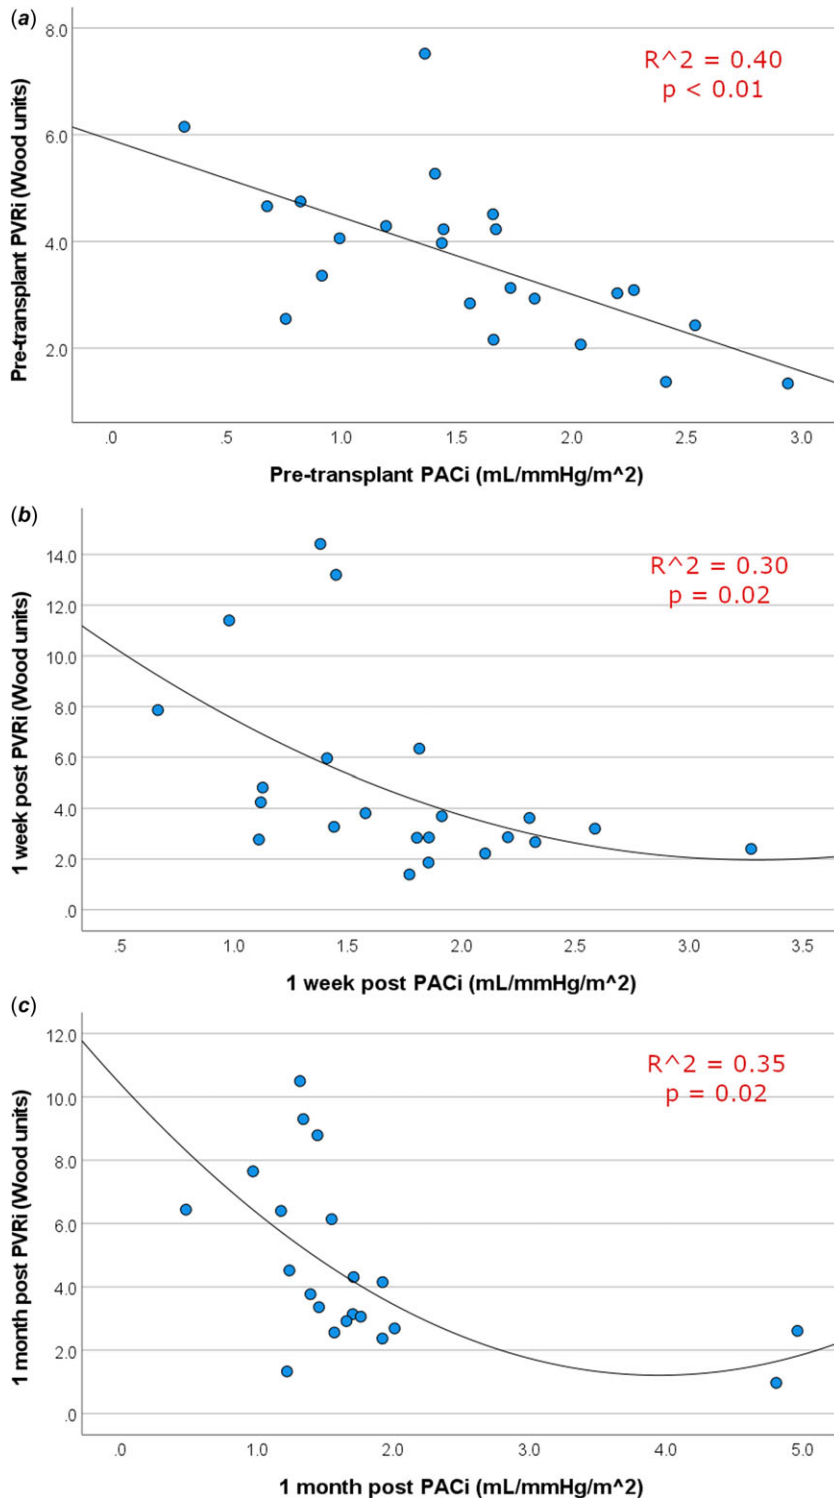 (a)
8.0
6.0
4.0
2.0
Pre-transplant PVRi (Wood units)
R^2 = 0.40
p < 0.01
.0 .5 1.0 1.5 2.0 2.5 3.0
Pre-transplant PACi (mL/mmHg/m^2)
(b)
14.0
12.0
10.0
8.0
6.0
4.0
2.0
.0
1 week post PVRi (Wood units)
R^2 = 0.30
p = 0.02
.5 1.0 1.5 2.0 2.5 3.0 3.5
1 week post PACi (mL/mmHg/m^2)
(c)
12.0
10.0
8.0
6.0
4.0
2.0
.0
1 month post PVRi (Wood units)
R^2 = 0.35
p = 0.02
.0 1.0 2.0 3.0 4.0 5.0
1 month post PACi (mL/mmHg/m^2)